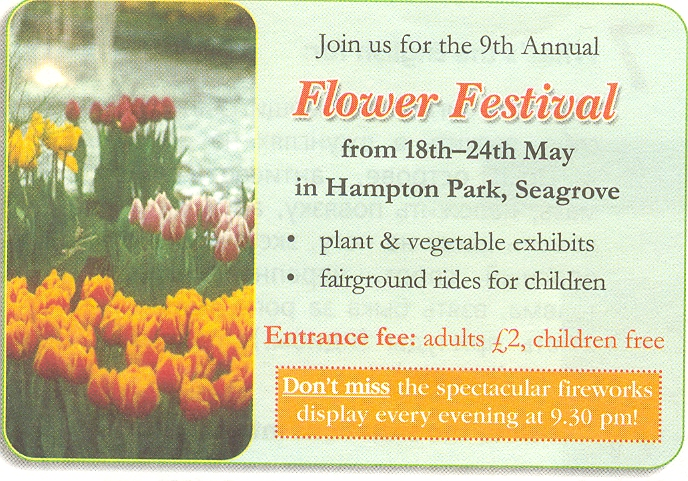 Join us for the 9th Annual
Flower Festival
from 18th–24th May
in Hampton Park, Seagrove
• plant & vegetable exhibits
• fairground rides for children
Entrance fee: adults £2, children free
Don't miss the spectacular fireworks
display every evening at 9.30 pm!